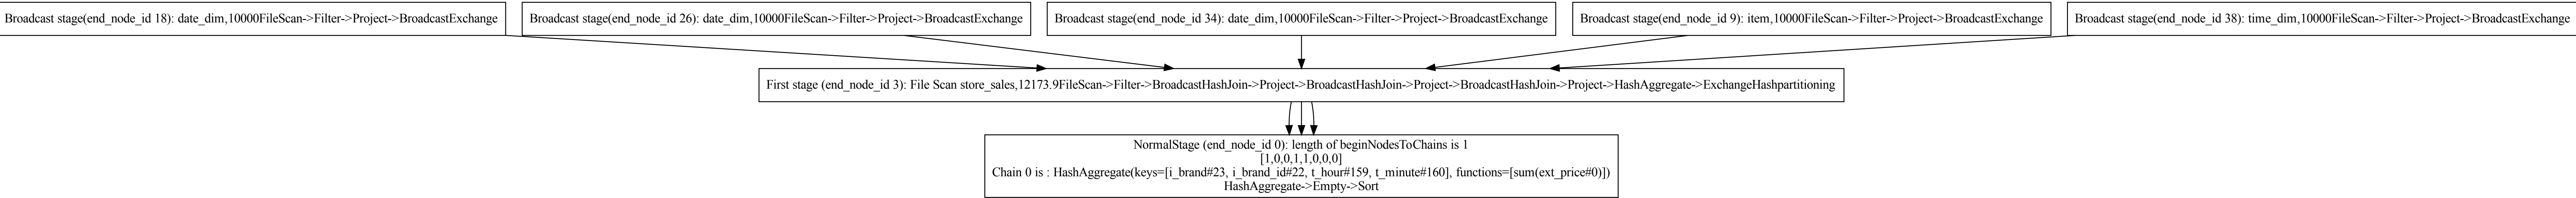 Broadcast stage(end_node_id 18): date_dim,10000FileScan->Filter->Project->BroadcastExchange
Broadcast stage(end_node_id 26): date_dim,10000FileScan->Filter->Project->BroadcastExchange
Broadcast stage(end_node_id 34): date_dim,10000FileScan->Filter->Project->BroadcastExchange
Broadcast stage(end_node_id 9): item,10000FileScan->Filter->Project->BroadcastExchange
Broadcast stage(end_node_id 38): time_dim,10000FileScan->Filter->Project->BroadcastExchange
First stage (end_node_id 3): File Scan store_sales,12173.9FileScan->Filter->BroadcastHashJoin->Project->BroadcastHashJoin->Project->BroadcastHashJoin->Project->HashAggregate->ExchangeHashpartitioning
NormalStage (end_node_id 0): length of beginNodesToChains is 1
[1,0,0,1,1,0,0,0]
Chain 0 is : HashAggregate(keys=[i_brand#23, i_brand_id#22, t_hour#159, t_minute#160], functions=[sum(ext_price#0)])
HashAggregate->Empty->Sort